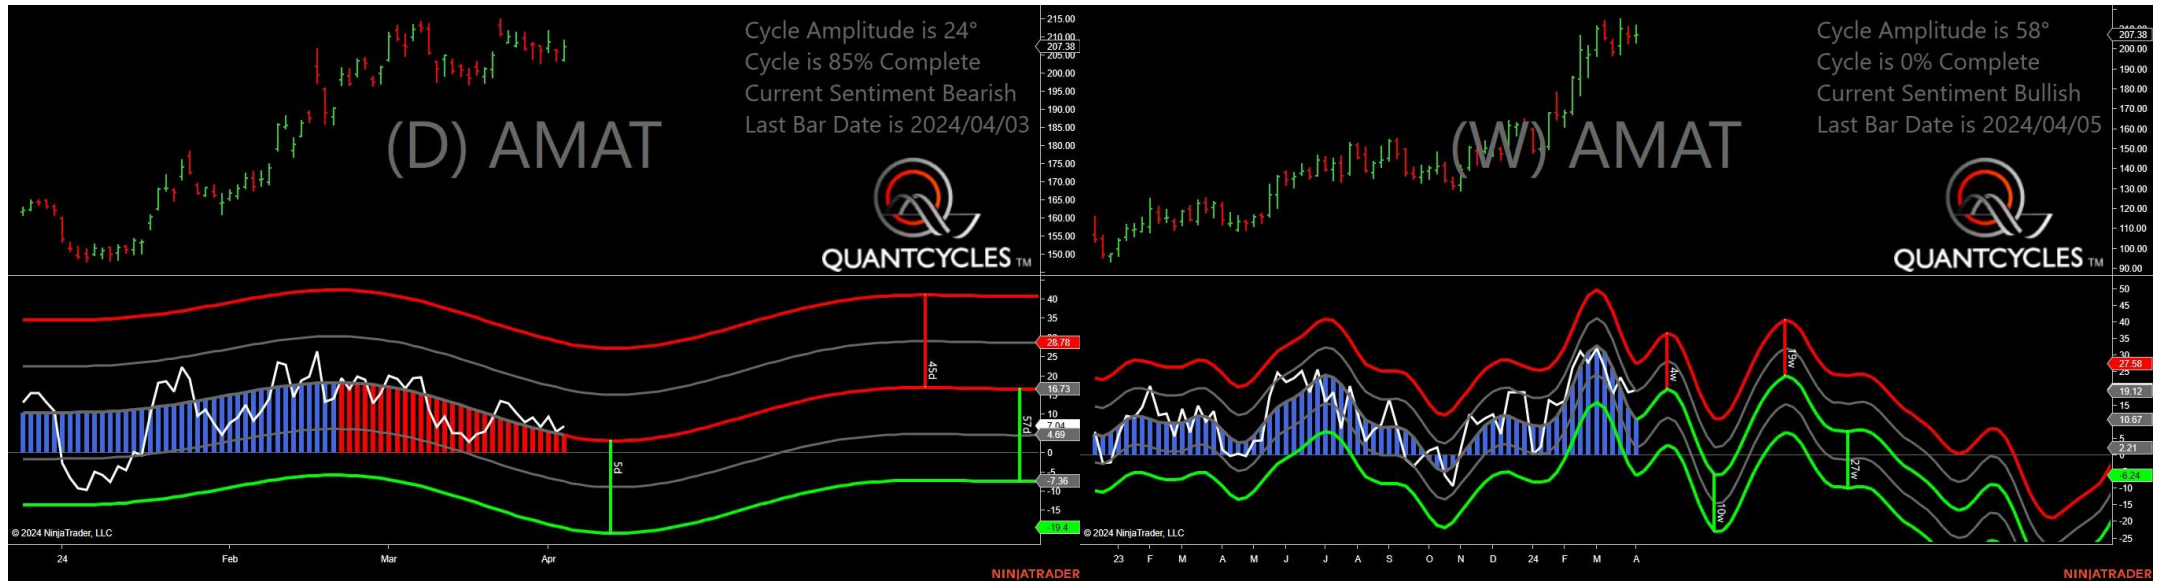 Cycle Amplitude is 24°
Cycle is 85% Complete
Current Sentiment Bearish
Last Bar Date is 2024/04/03
(D) AMAT
QUANTCYCLES TM
215.00
210.00
207.38
205.00
200.00
195.00
190.00
185.00
180.00
175.00
170.00
165.00
160.00
155.00
150.00
40
35
28.78
25
20
16.73
10
7.04
4.69
0
-5
-7.36
-10
-15
-19.4
45d
57d
5d
© 2024 NinjaTrader, LLC
24 Feb Mar Apr
NINJATRADER
Cycle Amplitude is 58°
Cycle is 0% Complete
Current Sentiment Bullish
Last Bar Date is 2024/04/05
(W) AMAT
QUANTCYCLES TM
207.38
200.00
190.00
180.00
170.00
160.00
150.00
140.00
130.00
120.00
110.00
100.00
90.00
50
45
40
35
30
27.58
25
19.12
15
10.67
5
2.21
0
-6.24
-10
-15
-20
-25
4w
19w
10w
27w
© 2024 NinjaTrader, LLC
23 F M A M J J A S O N D 24 F M A
NINJATRADER